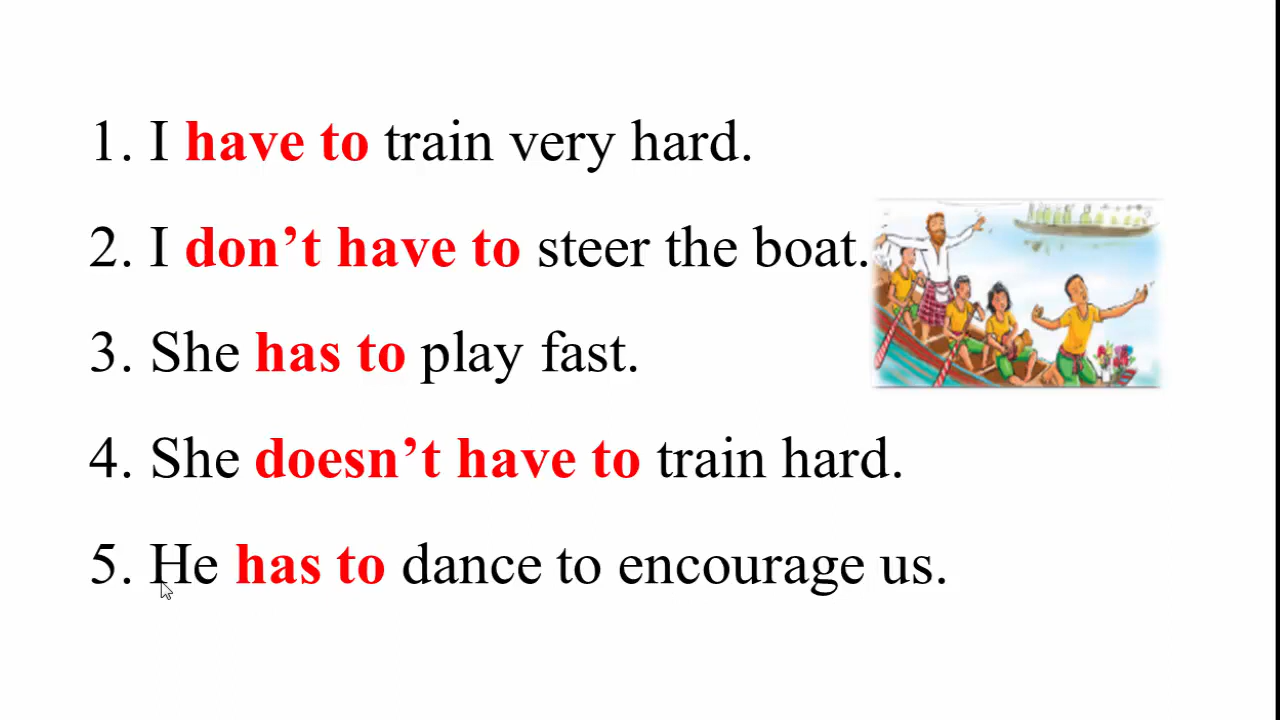 1. I have to train very hard.
2. I don’t have to steer the boat.
3. She has to play fast.
4. She doesn’t have to train hard.
5. He has to dance to encourage us.